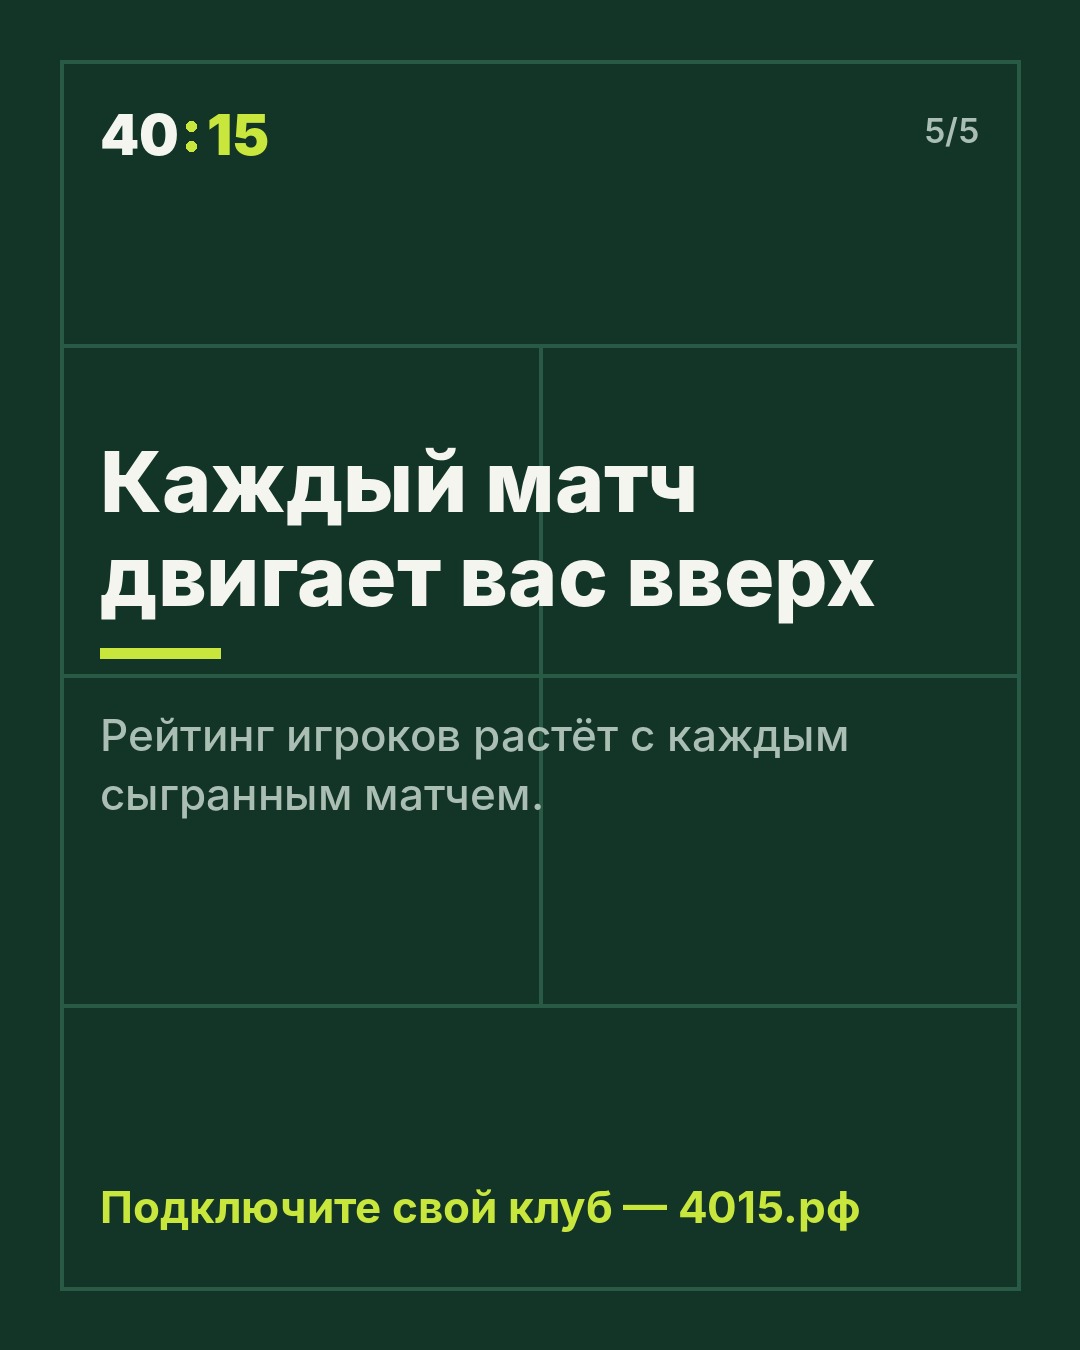 40:15
5/5
Каждый матч
двигает вас вверх
Рейтинг игроков растёт с каждым
сыгранным матчем.
Подключите свой клуб — 4015.рф